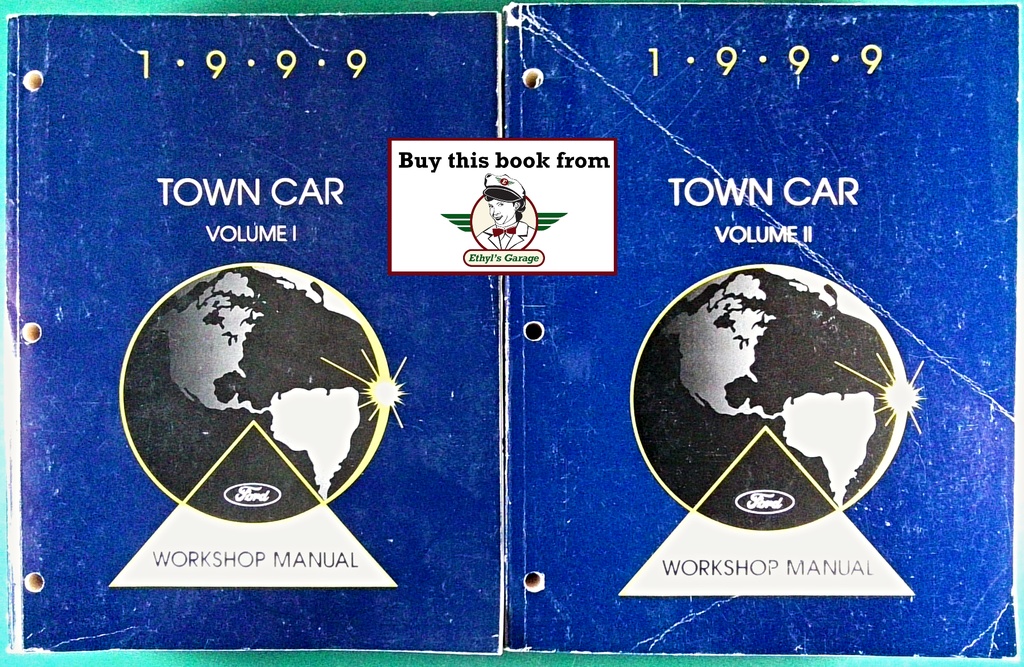 1 • 9 • 9 • 9
TOWN CAR
VOLUME I
Ford
WORKSHOP MANUAL
Buy this book from
E
Ethyl's Garage
1 • 9 • 9 • 9
TOWN CAR
VOLUME II
Ford
WORKSHOP MANUAL